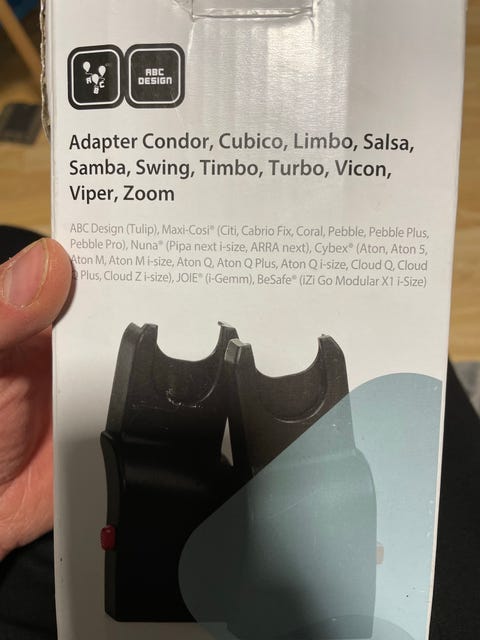 A
B
C
ABC
DESIGN
Adapter Condor, Cubico, Limbo, Salsa,
Samba, Swing, Timbo, Turbo, Vicon,
Viper, Zoom
ABC Design (Tulip), Maxi-Cosi® (Citi, Cabrio Fix, Coral, Pebble, Pebble Plus,
Pebble Pro), Nuna® (Pipa next i-size, ARRA next), Cybex® (Aton, Aton 5,
Aton M, Aton M i-size, Aton Q, Aton Q Plus, Aton Q i-size, Cloud Q, Cloud
Q Plus, Cloud Z i-size), JOIE® (i-Gemm), BeSafe® (iZi Go Modular X1 i-Size)